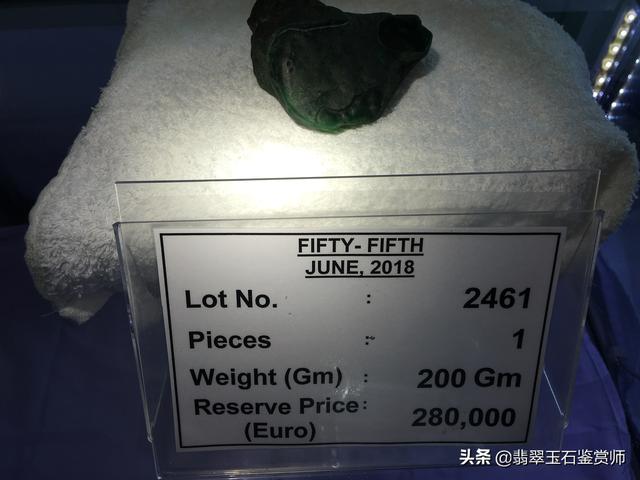 FIFTY- FIFTH
JUNE, 2018
Lot No. : 2461
Pieces : 1
Weight (Gm) : 200 Gm
Reserve Price: 280,000
(Euro)
头条 @翡翠玉石鉴赏师